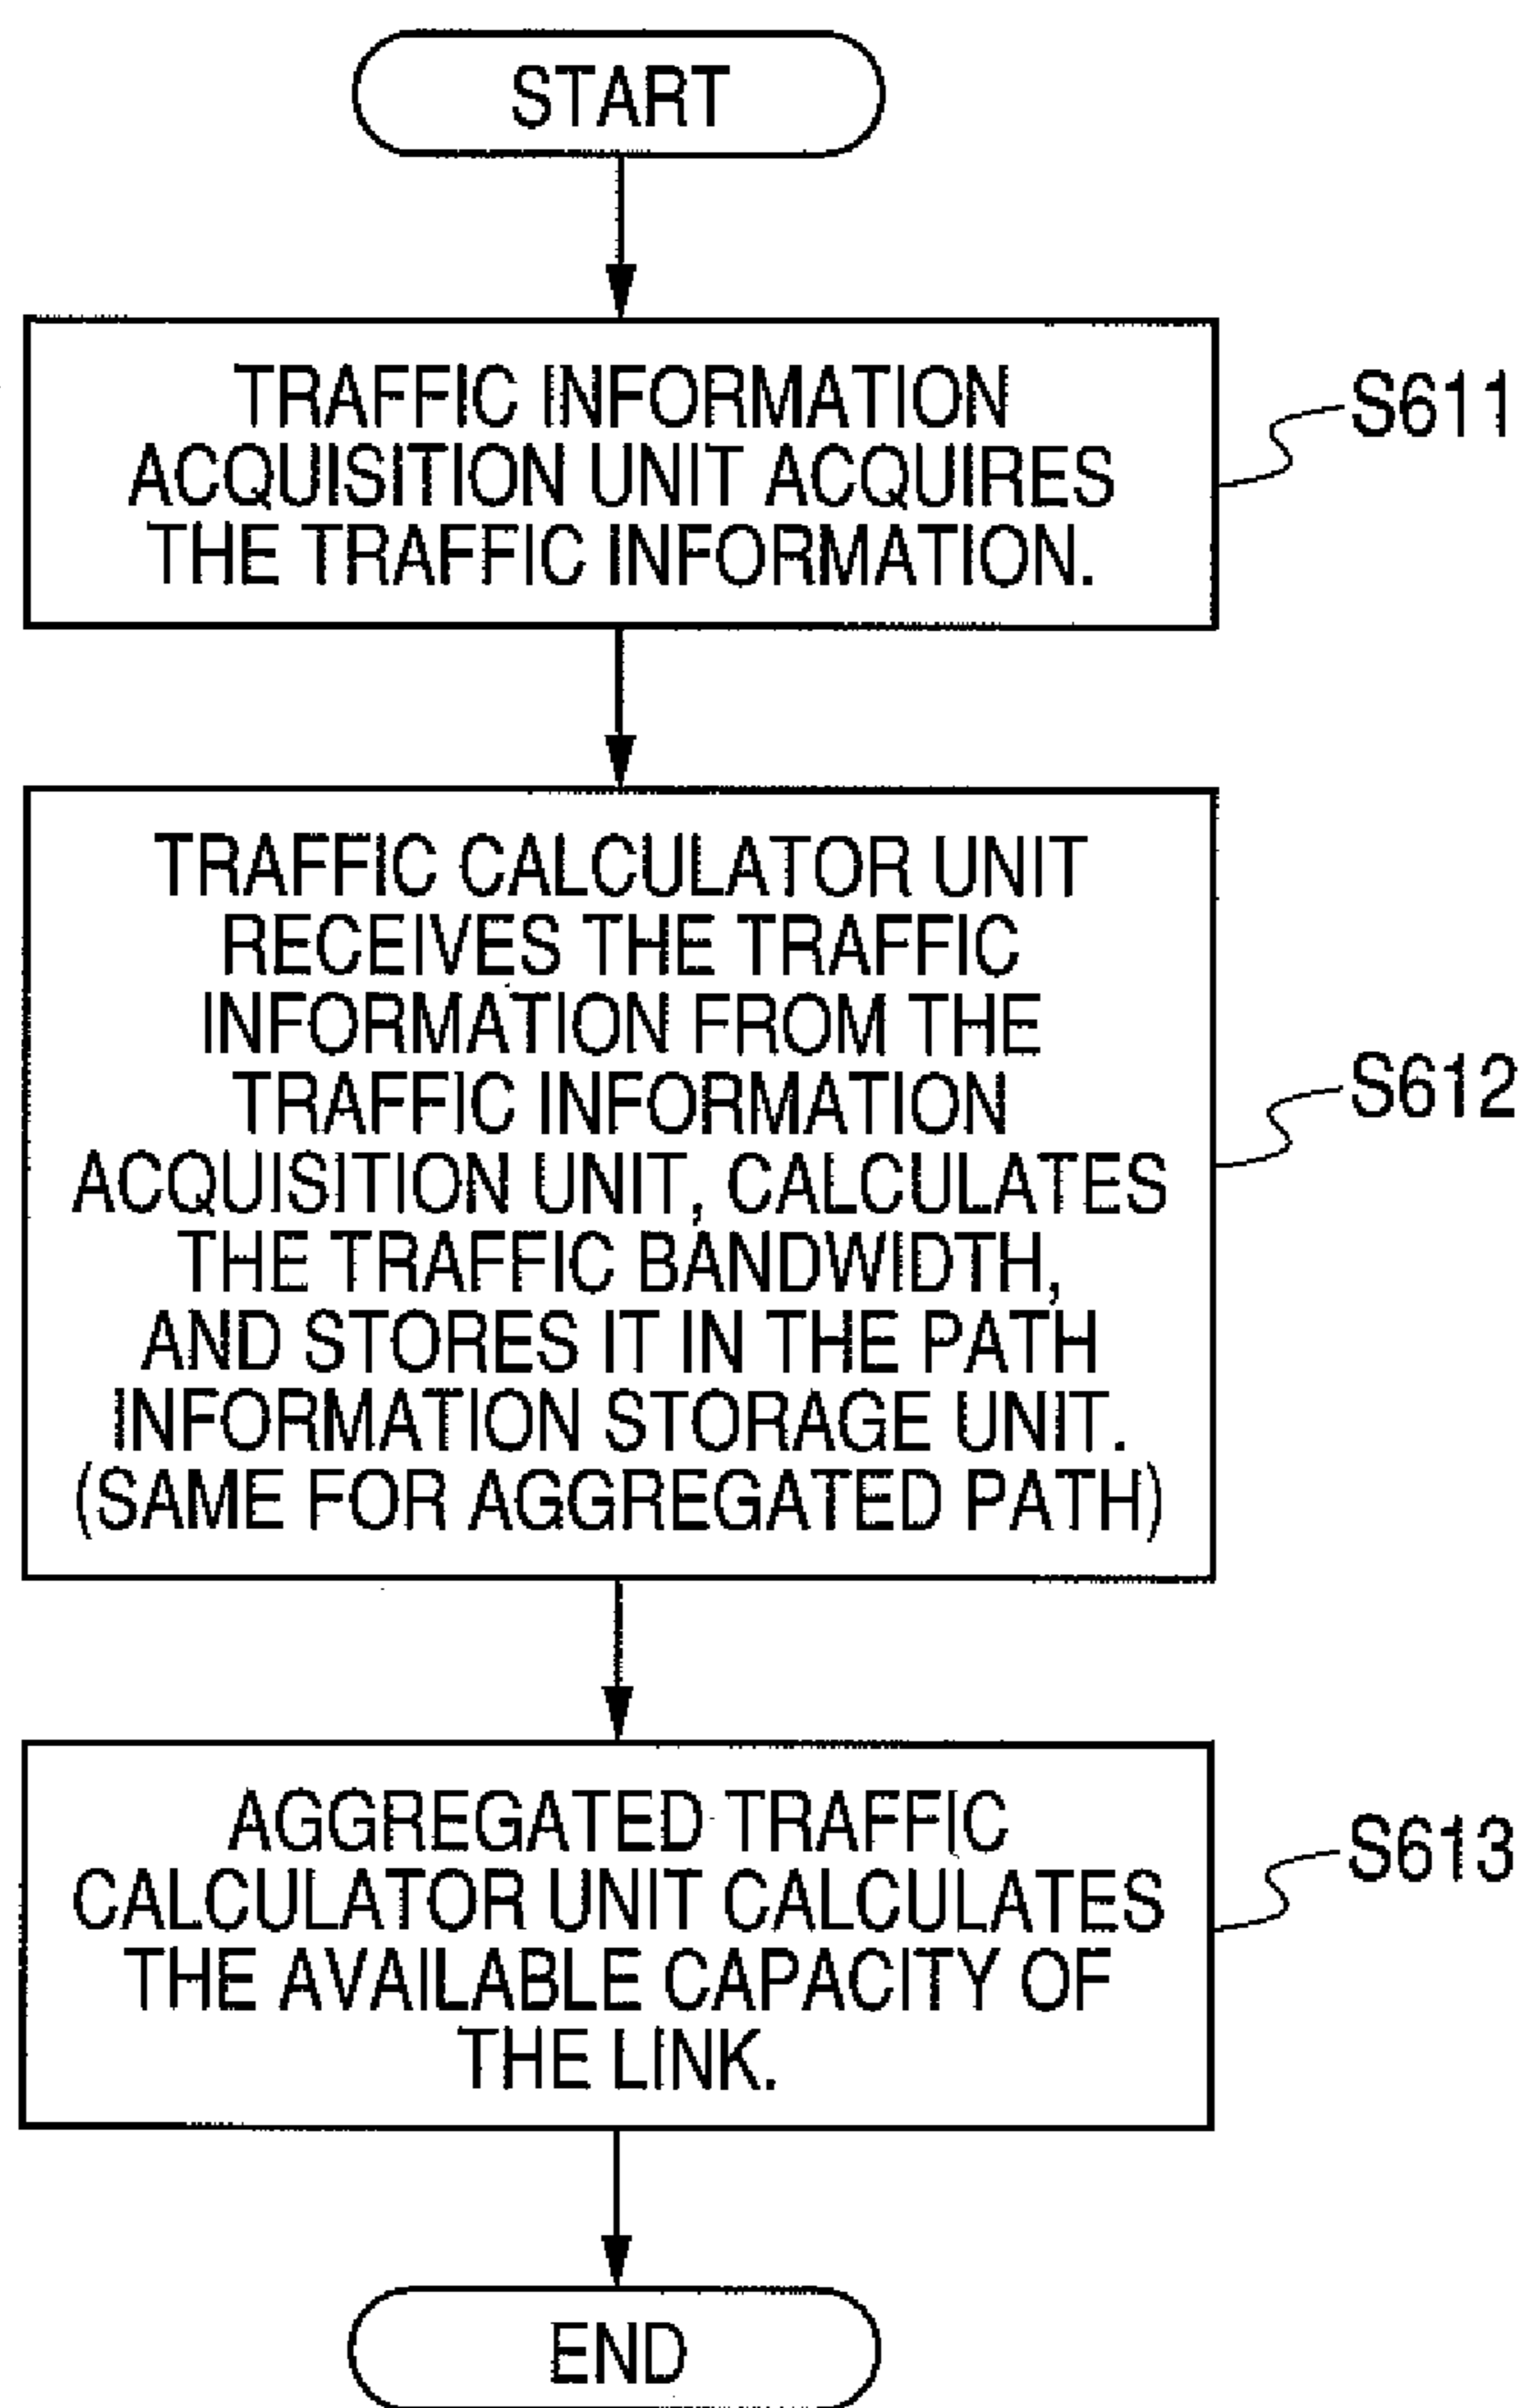 START
TRAFFIC INFORMATION
ACQUISITION UNIT ACQUIRES
THE TRAFFIC INFORMATION.
S611
TRAFFIC CALCULATOR UNIT
RECEIVES THE TRAFFIC
INFORMATION FROM THE
TRAFFIC INFORMATION
ACQUISITION UNIT, CALCULATES
THE TRAFFIC BANDWIDTH,
AND STORES IT IN THE PATH
INFORMATION STORAGE UNIT.
(SAME FOR AGGREGATED PATH)
S612
AGGREGATED TRAFFIC
CALCULATOR UNIT CALCULATES
THE AVAILABLE CAPACITY OF
THE LINK.
S613
END